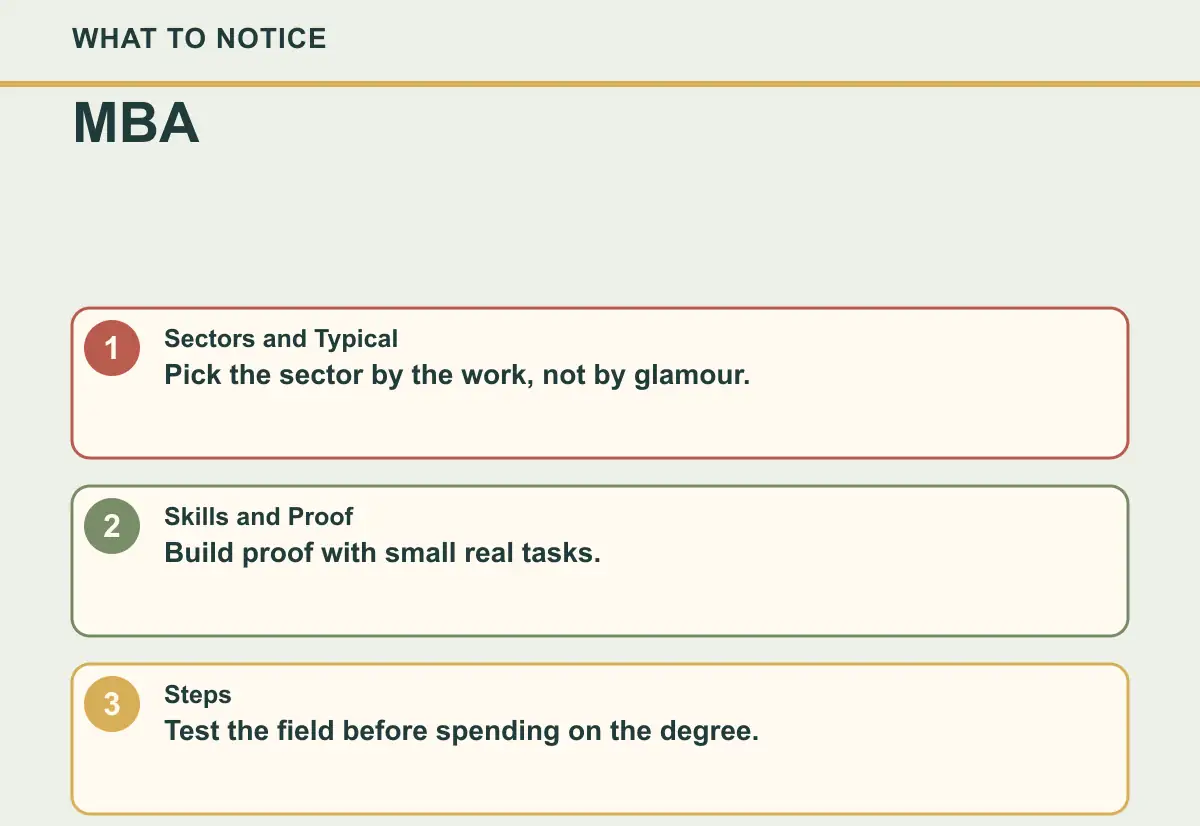 WHAT TO NOTICE
MBA
1
Sectors and Typical
Pick the sector by the work, not by glamour.
2
Skills and Proof
Build proof with small real tasks.
3
Steps
Test the field before spending on the degree.